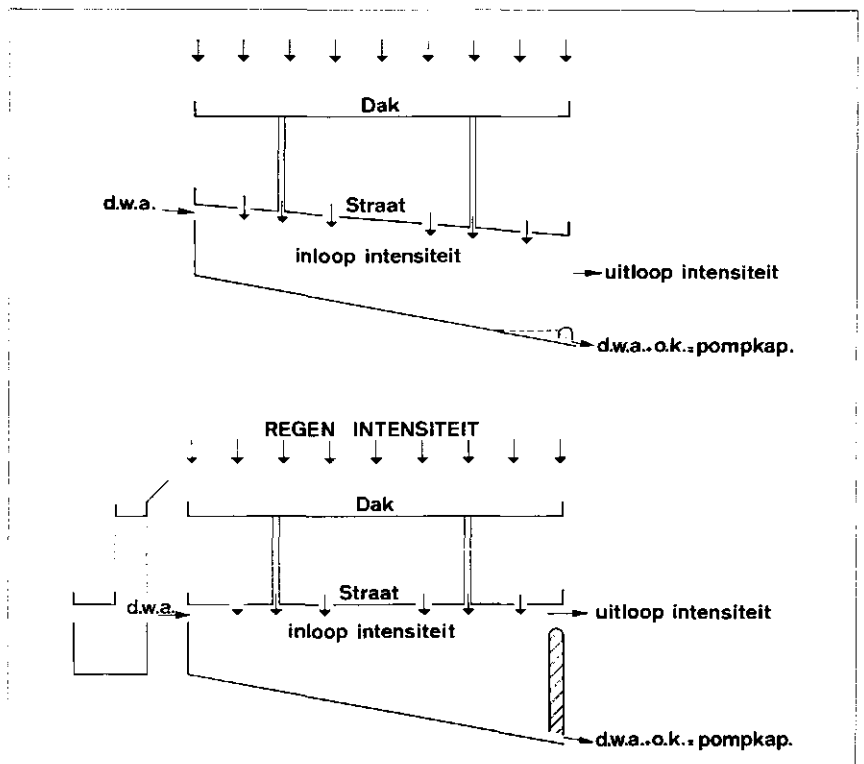 Dak
d.w.a.
Straat
inloop intensiteit
uitloop intensiteit
d.w.a.+o.k.=pompkap.
REGEN INTENSITEIT
Dak
Straat
d.w.a.
inloop intensiteit
uitloop intensiteit
d.w.a.+o.k.=pompkap.